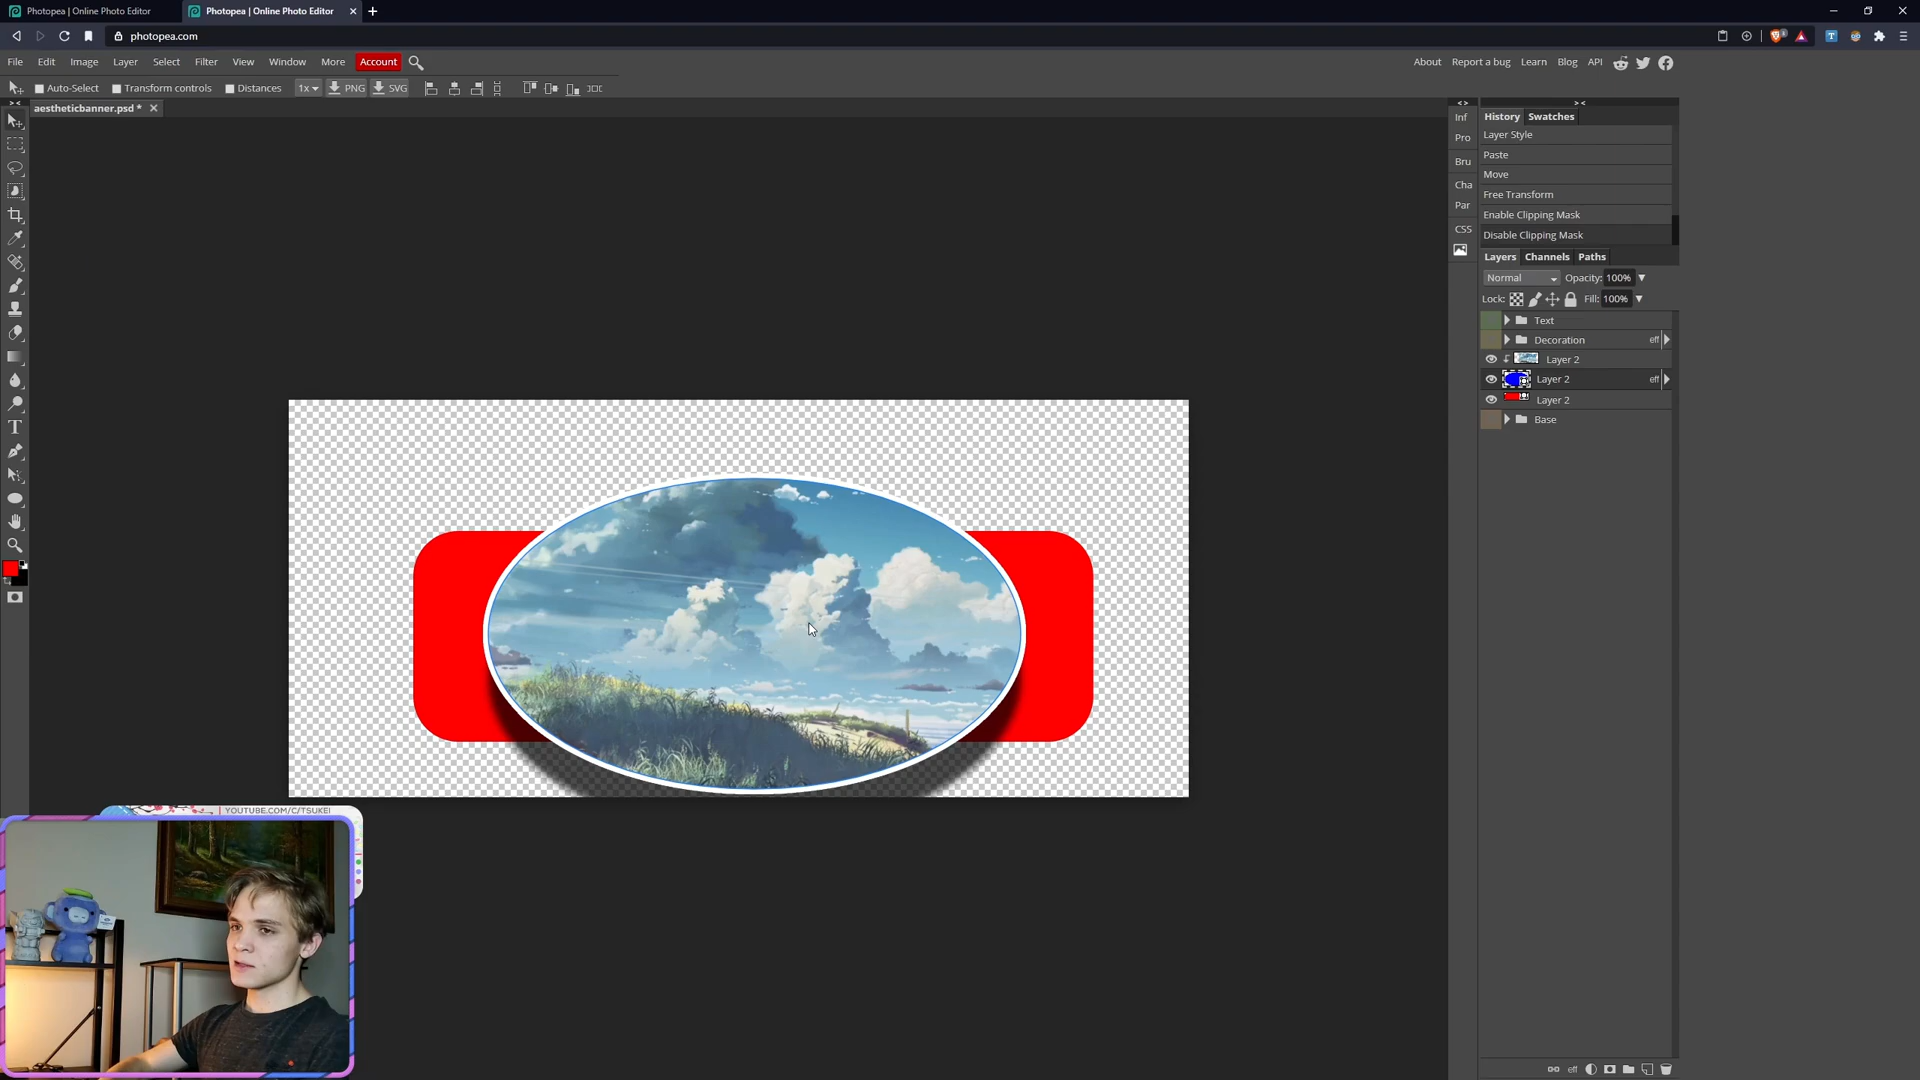 Photopea | Online Photo Editor
Photopea | Online Photo Editor
photopea.com
File Edit Image Layer Select Filter View Window More Account
About Report a bug Learn Blog API
Auto-Select Transform controls Distances 1x PNG SVG
aestheticbanner.psd *
Inf
Pro
Bru
Cha
Par
CSS
History Swatches
Layer Style
Paste
Move
Free Transform
Enable Clipping Mask
Disable Clipping Mask
Layers Channels Paths
Normal Opacity: 100%
Lock: Fill: 100%
Text
Decoration eff
Layer 2
Layer 2 eff
Layer 2
Base
YOUTUBE.COM/C/TSUKEI
eff